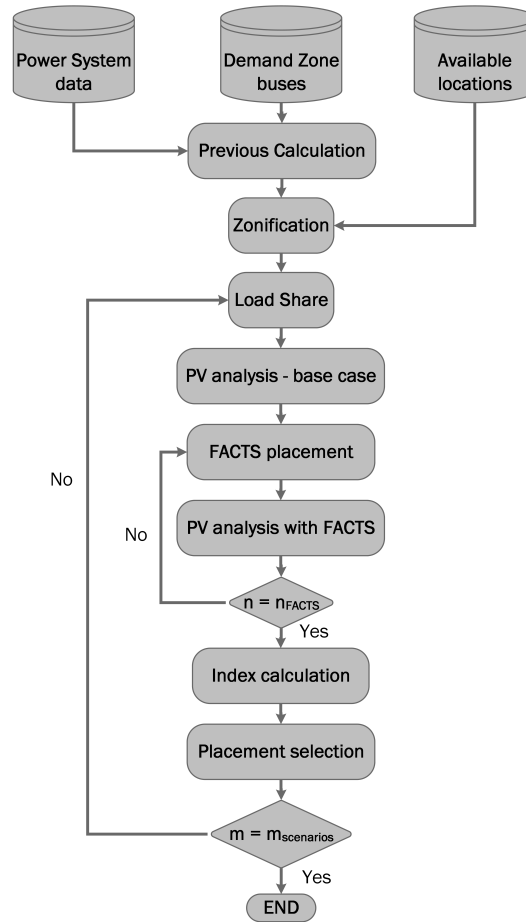 Power System
data
Demand Zone
buses
Available
locations
Previous Calculation
Zonification
Load Share
PV analysis - base case
FACTS placement
No
PV analysis with FACTS
No
n = nFACTS
Yes
Index calculation
Placement selection
m = mscenarios
Yes
END